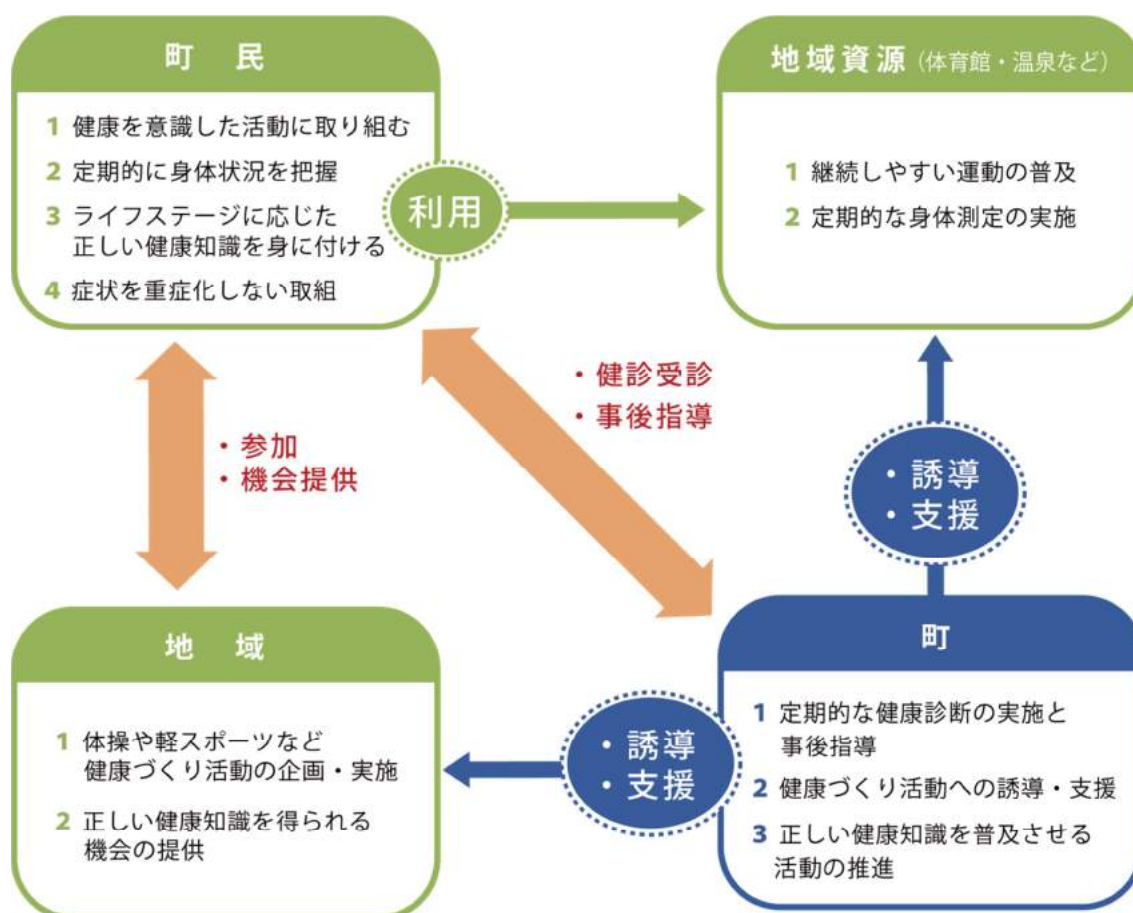 町　民
1 健康を意識した活動に取り組む
2 定期的に身体状況を把握
3 ライフステージに応じた
正しい健康知識を身に付ける
4 症状を重症化しない取組
利用
地域資源（体育館・温泉など）
1 継続しやすい運動の普及
2 定期的な身体測定の実施
・参加
・機会提供
・健診受診
・事後指導
・誘導
・支援
地　域
1 体操や軽スポーツなど
健康づくり活動の企画・実施
2 正しい健康知識を得られる
機会の提供
・誘導
・支援
町
1 定期的な健康診断の実施と
事後指導
2 健康づくり活動への誘導・支援
3 正しい健康知識を普及させる
活動の推進